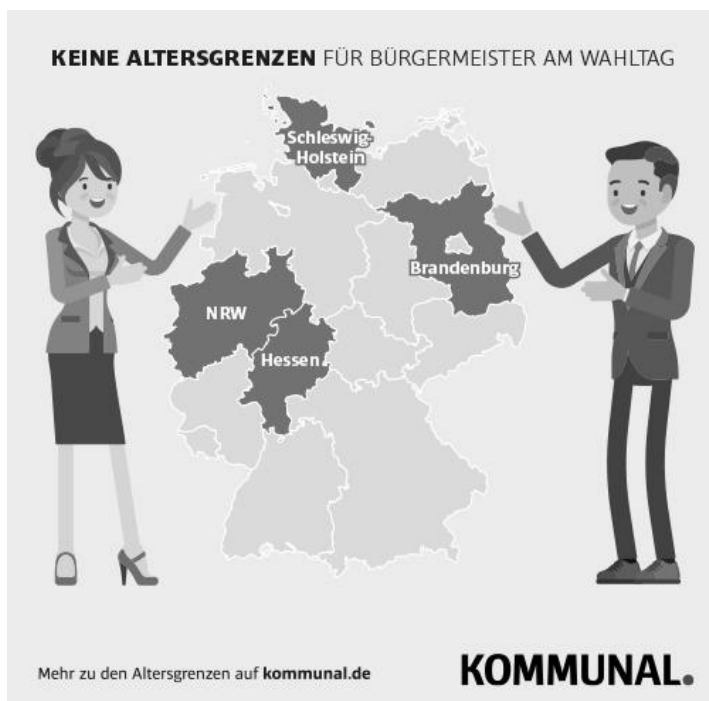 KEINE ALTERSGRENZEN FÜR BÜRGERMEISTER AM WAHLTAG
Schleswig-
Holstein
Brandenburg
NRW
Hessen
Mehr zu den Altersgrenzen auf kommunal.de
KOMMUNAL.